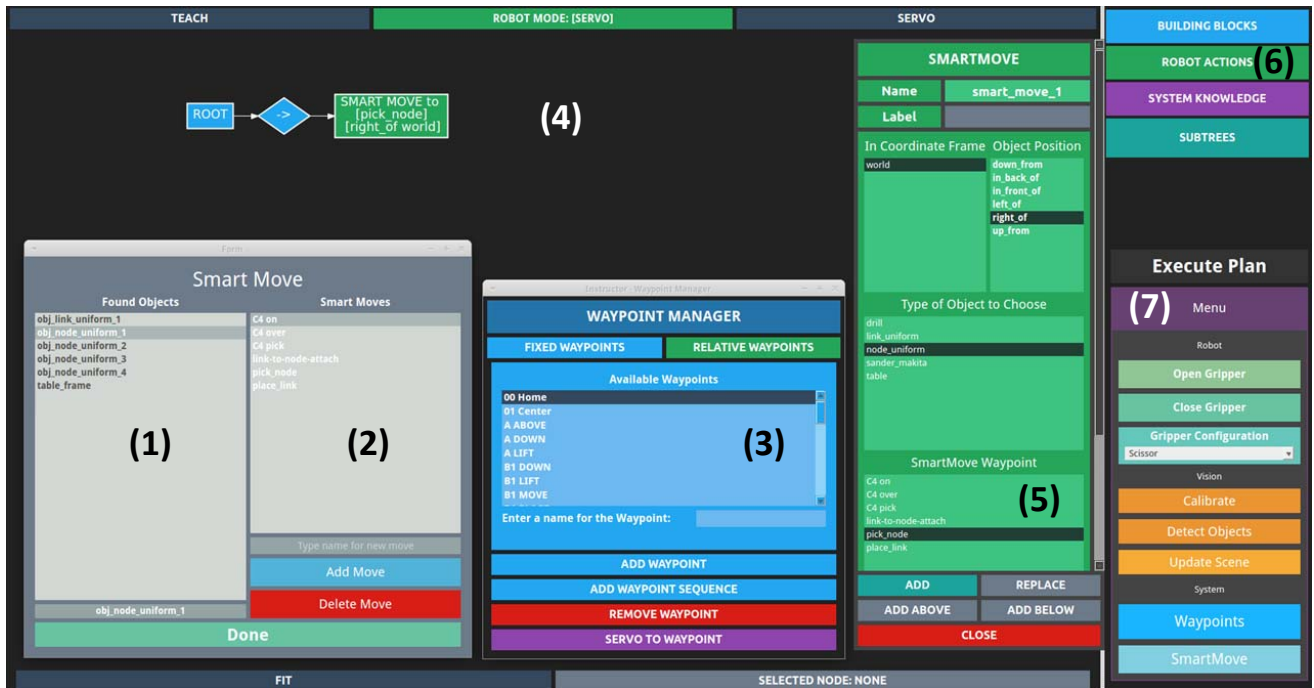 TEACH
ROBOT MODE: [SERVO]
SERVO
ROOT
->
SMART MOVE to
[pick_node]
[right_of world]
(4)
Form
Smart Move
Found Objects
obj_link_uniform_1
obj_node_uniform_1
obj_node_uniform_2
obj_node_uniform_3
obj_node_uniform_4
table_frame
(1)
obj_node_uniform_1
Smart Moves
C4 on
C4 over
C4 pick
link-to-node-attach
pick_node
place_link
(2)
Type name for new move
Add Move
Delete Move
Done
Instructor - Waypoint Manager
WAYPOINT MANAGER
FIXED WAYPOINTS
RELATIVE WAYPOINTS
Available Waypoints
00 Home
01 Center
A ABOVE
A DOWN
A LIFT
B1 DOWN
B1 LIFT
B1 MOVE
(3)
Enter a name for the Waypoint:
ADD WAYPOINT
ADD WAYPOINT SEQUENCE
REMOVE WAYPOINT
SERVO TO WAYPOINT
SMARTMOVE
Name smart_move_1
Label
In Coordinate Frame
world
Object Position
down_from
in_back_of
in_front_of
left_of
right_of
up_from
Type of Object to Choose
drill
link_uniform
node_uniform
sander_makita
table
SmartMove Waypoint
C4 on
C4 over
C4 pick
link-to-node-attach
pick_node
place_link
(5)
ADD
REPLACE
ADD ABOVE
ADD BELOW
CLOSE
FIT
SELECTED NODE: NONE
BUILDING BLOCKS
ROBOT ACTIONS
(6)
SYSTEM KNOWLEDGE
SUBTREES
Execute Plan
(7)
Menu
Robot
Open Gripper
Close Gripper
Gripper Configuration
Scissor
Vision
Calibrate
Detect Objects
Update Scene
System
Waypoints
SmartMove